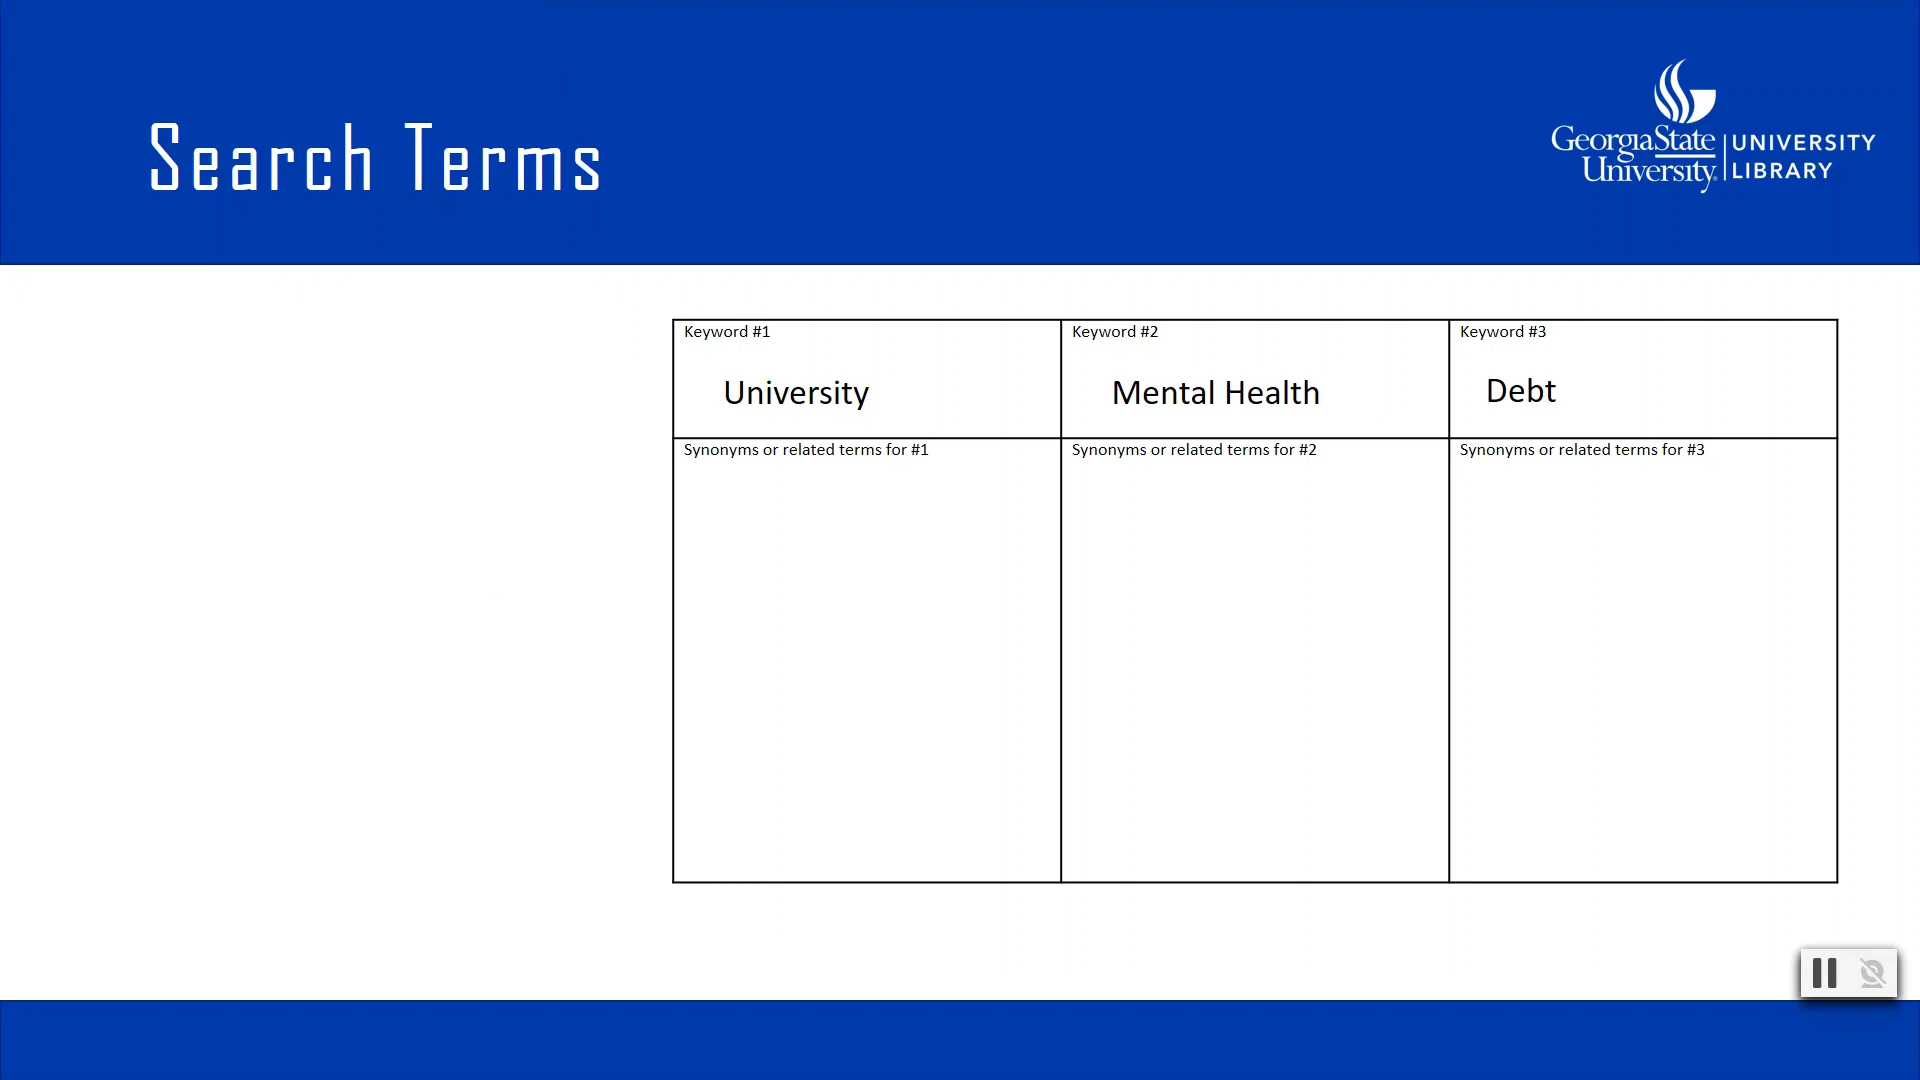 Search Terms
GeorgiaState
University
UNIVERSITY
LIBRARY
Keyword #1
Keyword #2
Keyword #3
University
Mental Health
Debt
Synonyms or related terms for #1
Synonyms or related terms for #2
Synonyms or related terms for #3